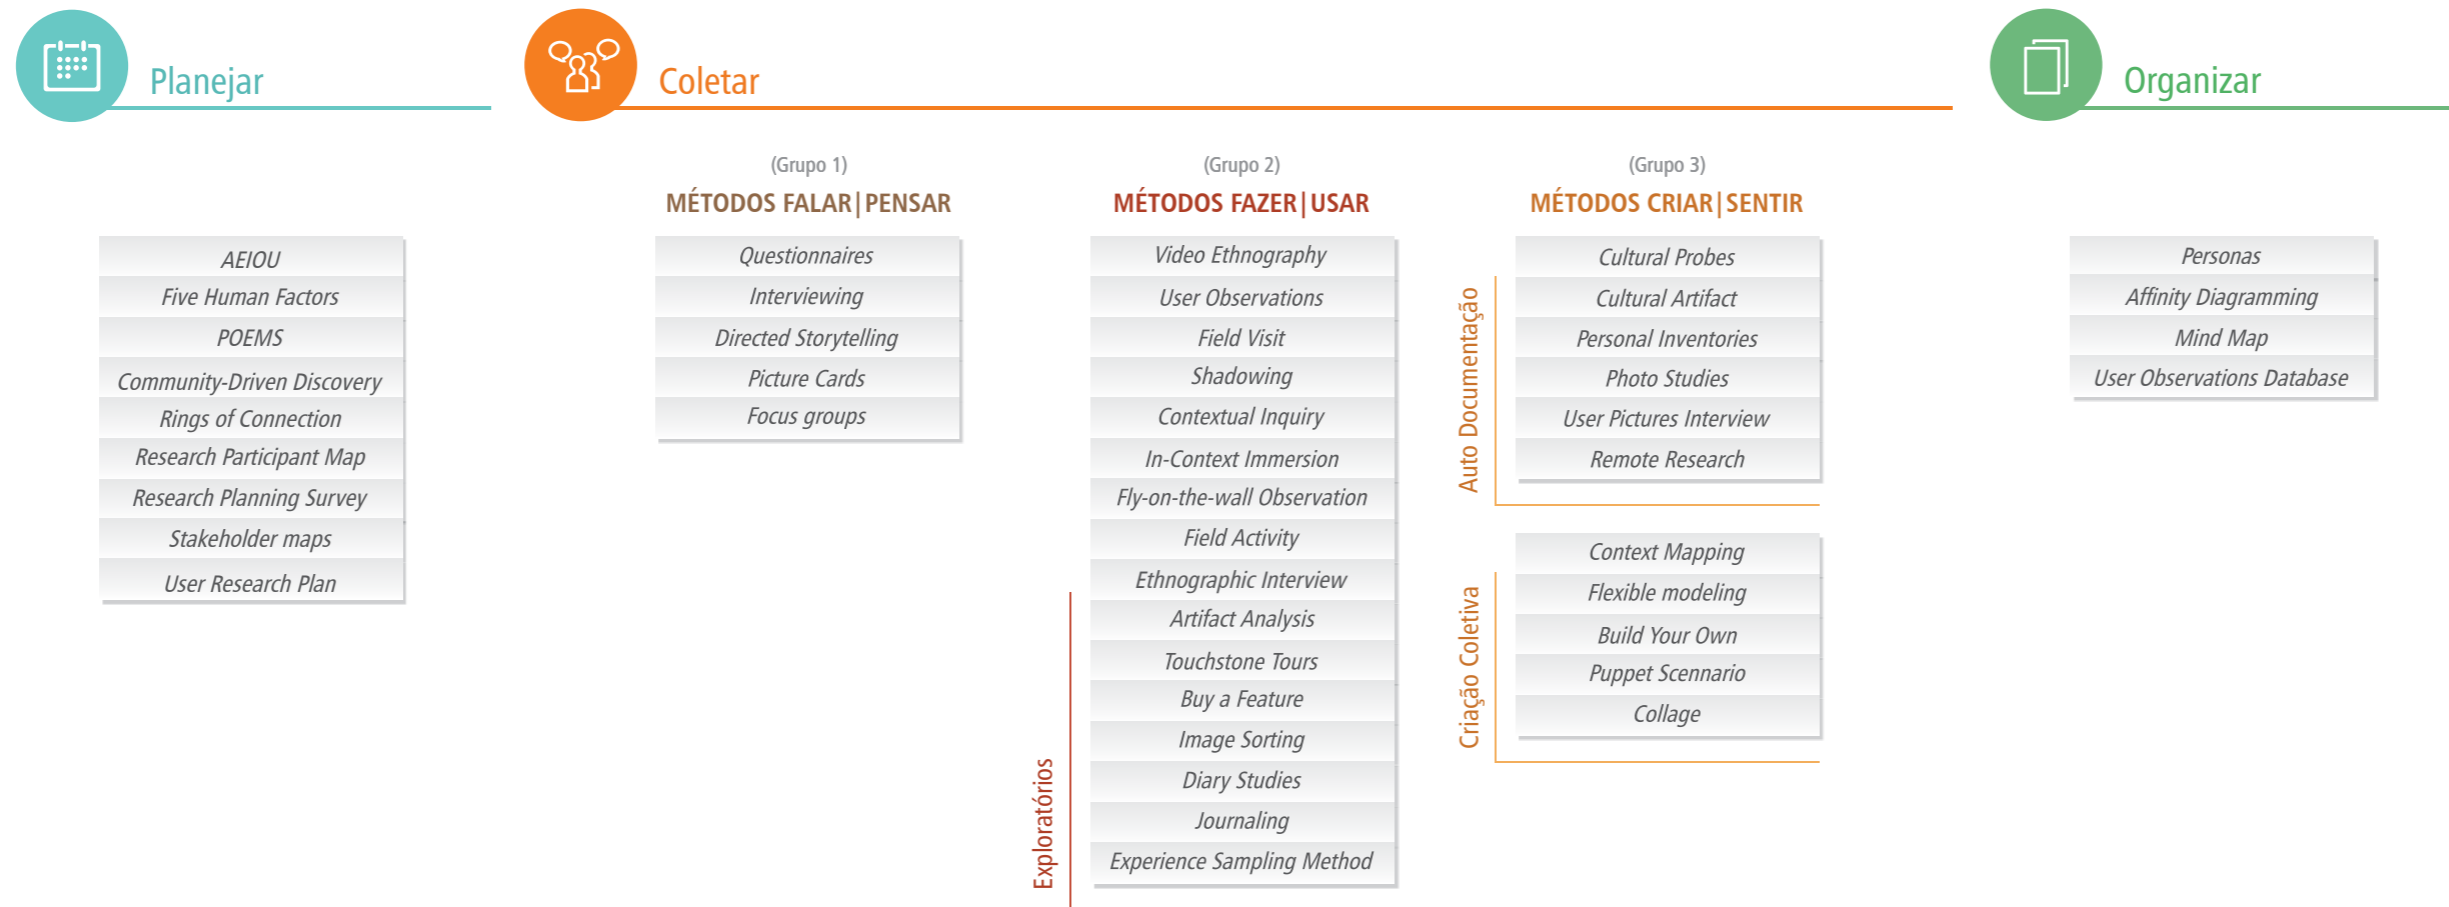 Planejar
AEIOU
Five Human Factors
POEMS
Community-Driven Discovery
Rings of Connection
Research Participant Map
Research Planning Survey
Stakeholder maps
User Research Plan
Coletar
(Grupo 1)
MÉTODOS FALAR|PENSAR
Questionnaires
Interviewing
Directed Storytelling
Picture Cards
Focus groups
(Grupo 2)
MÉTODOS FAZER|USAR
Video Ethnography
User Observations
Field Visit
Shadowing
Contextual Inquiry
In-Context Immersion
Fly-on-the-wall Observation
Field Activity
Ethnographic Interview
Exploratórios
Artifact Analysis
Touchstone Tours
Buy a Feature
Image Sorting
Diary Studies
Journaling
Experience Sampling Method
(Grupo 3)
MÉTODOS CRIAR|SENTIR
Auto Documentação
Cultural Probes
Cultural Artifact
Personal Inventories
Photo Studies
User Pictures Interview
Remote Research
Criação Coletiva
Context Mapping
Flexible modeling
Build Your Own
Puppet Scennario
Collage
Organizar
Personas
Affinity Diagramming
Mind Map
User Observations Database